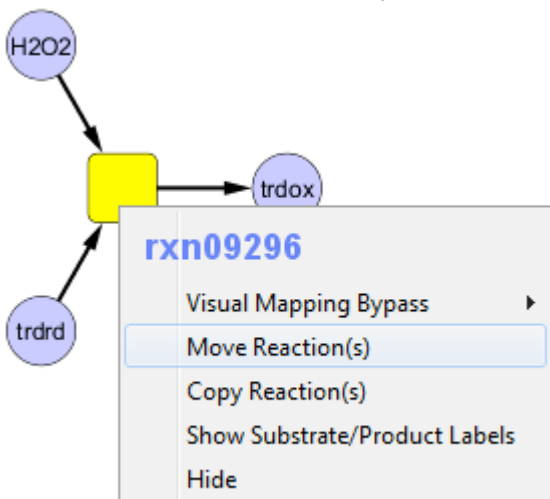 H2O2
trdox
trdrd
rxn09296
Visual Mapping Bypass
Move Reaction(s)
Copy Reaction(s)
Show Substrate/Product Labels
Hide